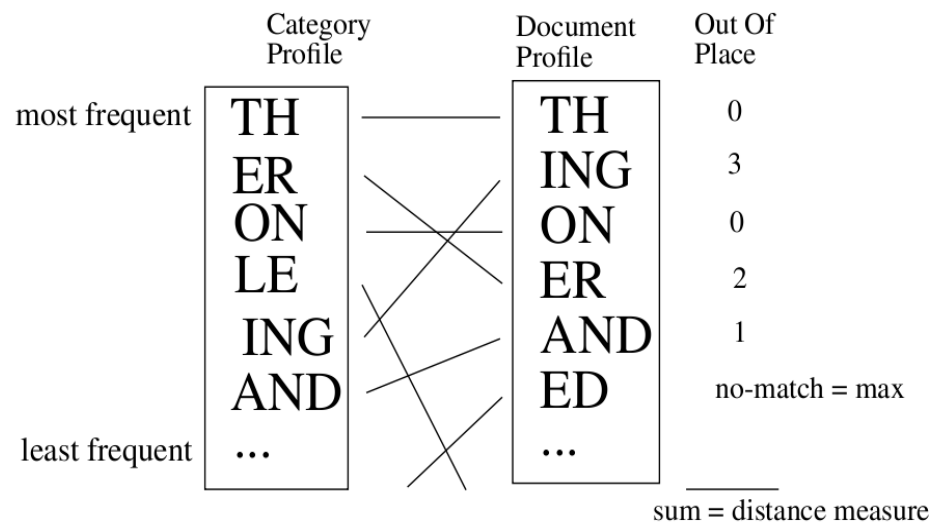 Category
Profile
Document
Profile
Out Of
Place
most frequent
TH
TH
0
ER
ING
3
ON
ON
0
LE
ER
2
ING
AND
1
AND
ED
no-match = max
least frequent
...
...
sum = distance measure